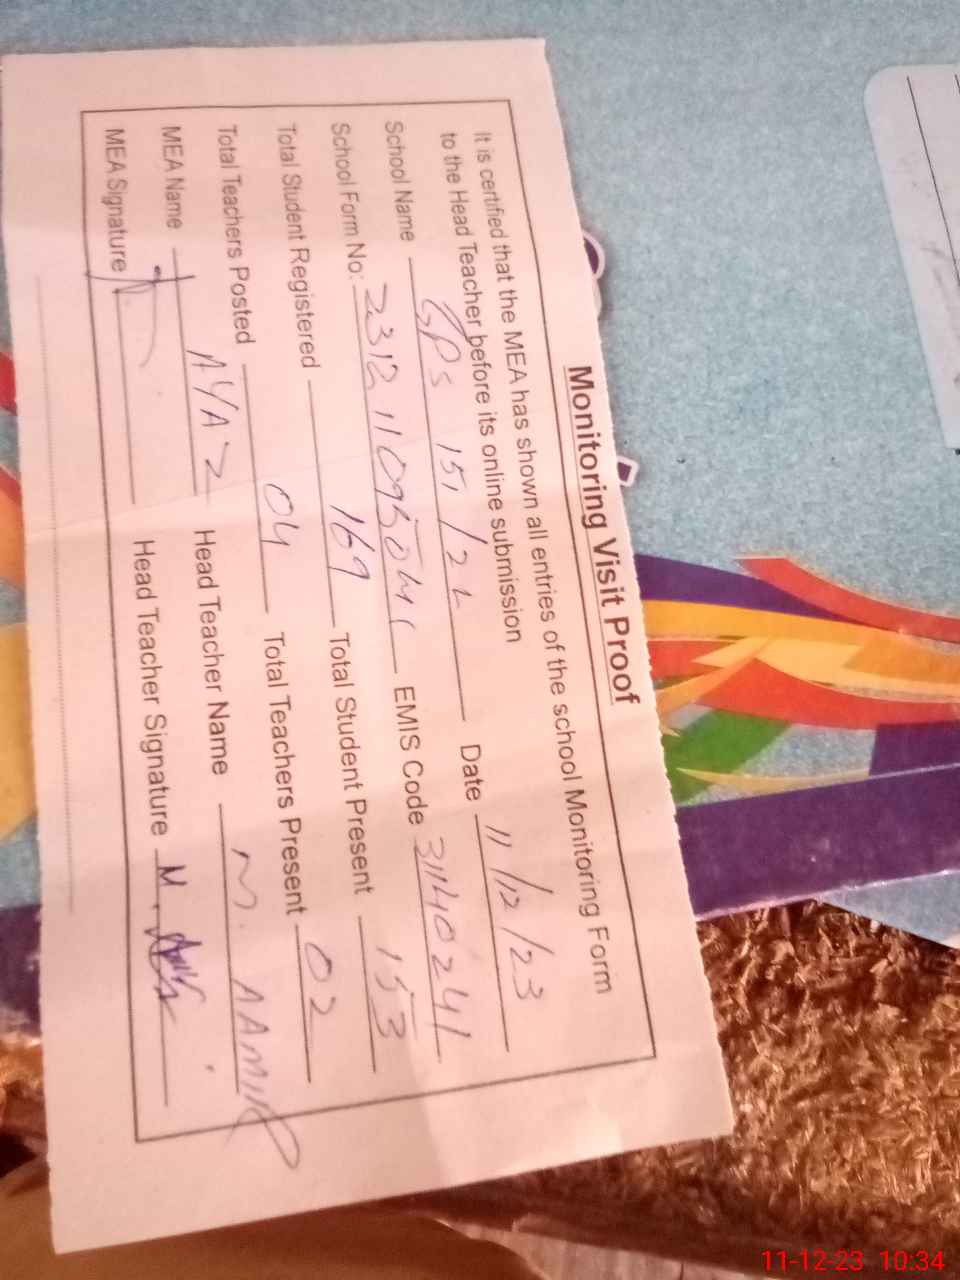 Monitoring Visit Proof
It is certified that the MEA has shown all entries of the school Monitoring Form
to the Head Teacher before its online submission
School Name GPS 151/2L Date 11/12/23
School Form No: EMIS Code 31140241
Total Student Registered 169 Total Student Present 153
Total Teachers Posted 04 Total Teachers Present 02
MEA Name AYAZ Head Teacher Name M. AAMIR
MEA Signature Head Teacher Signature M.
11-12-23 10:34